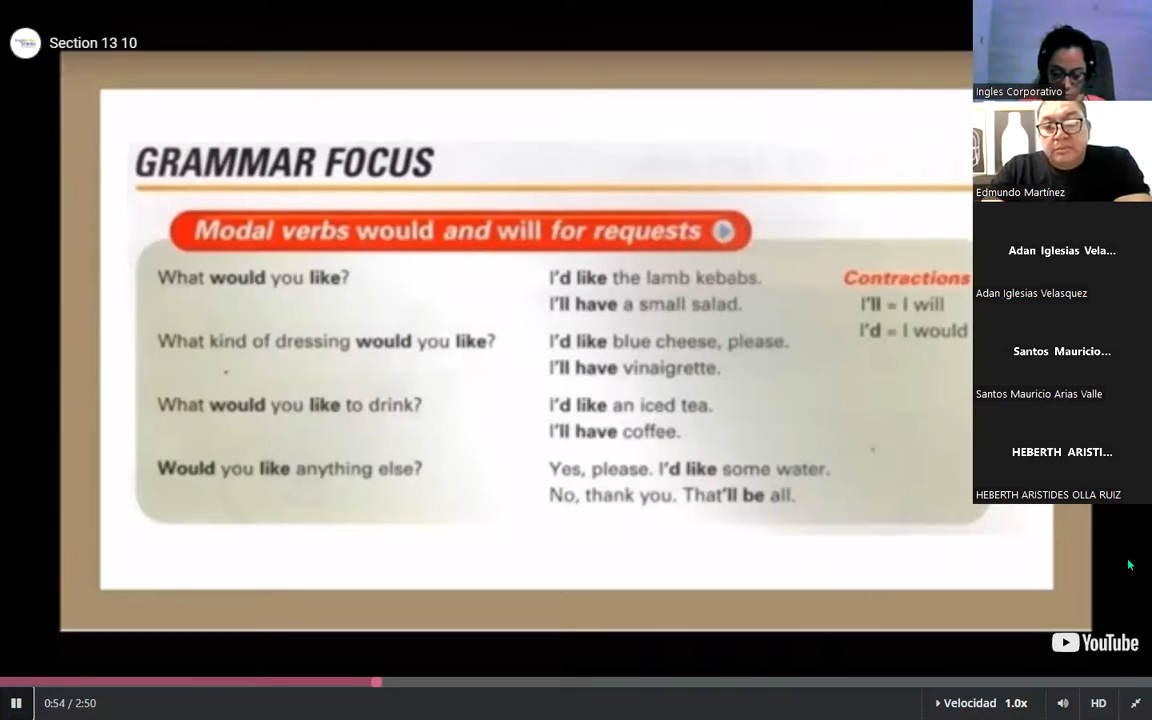 Section 13 10
Ingles Corporativo
GRAMMAR FOCUS
Edmundo Martínez
Modal verbs would and will for requests
Adan Iglesias Vela...
What would you like?
I'd like the lamb kebabs.
Contractions
Adan Iglesias Velasquez
I'll have a small salad.
I'll = I will
I'd = I would
What kind of dressing would you like?
I'd like blue cheese, please.
Santos Mauricio...
I'll have vinaigrette.
Santos Mauricio Arias Valle
What would you like to drink?
I'd like an iced tea.
I'll have coffee.
HEBERTH ARISTI...
Would you like anything else?
Yes, please. I'd like some water.
No, thank you. That'll be all.
HEBERTH ARISTIDES OLLA RUIZ
YouTube
0:54 / 2:50
Velocidad 1.0x
HD